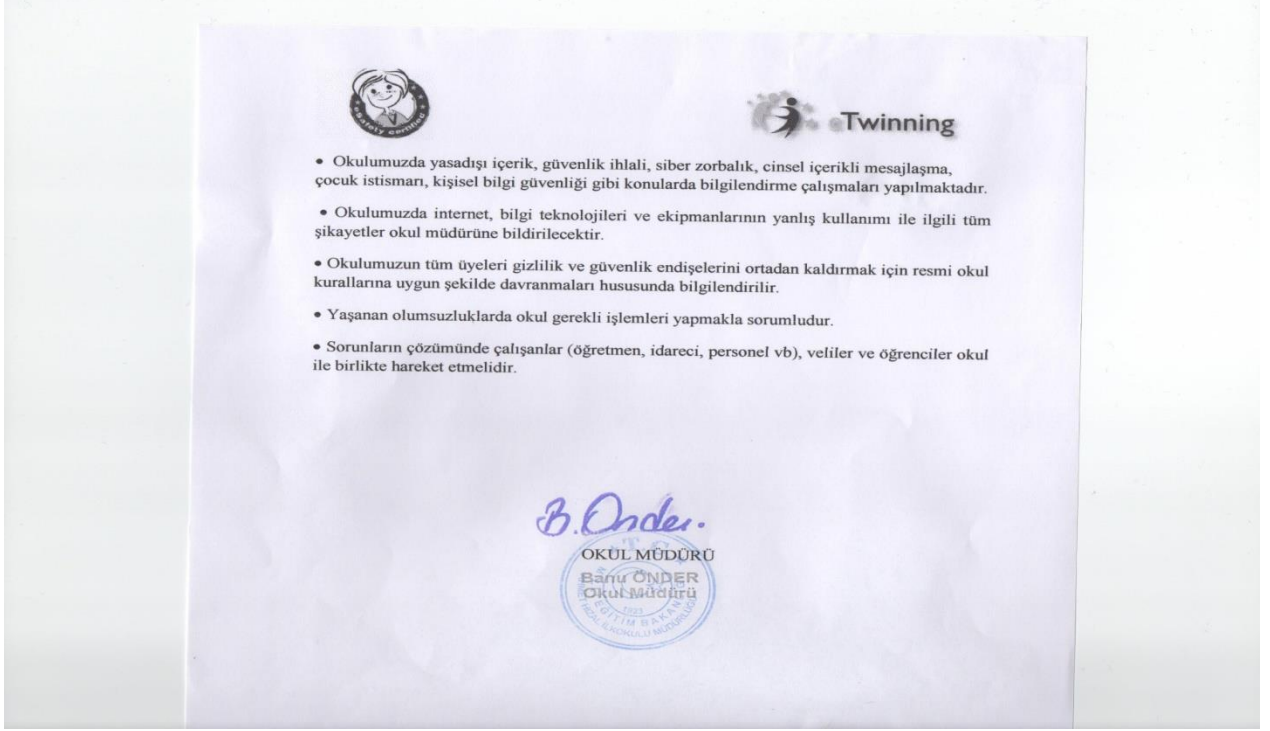 eSafety certified
eTwinning
• Okulumuzda yasadışı içerik, güvenlik ihlali, siber zorbalık, cinsel içerikli mesajlaşma,
çocuk istismarı, kişisel bilgi güvenliği gibi konularda bilgilendirme çalışmaları yapılmaktadır.
• Okulumuzda internet, bilgi teknolojileri ve ekipmanlarının yanlış kullanımı ile ilgili tüm
şikayetler okul müdürüne bildirilecektir.
• Okulumuzun tüm üyeleri gizlilik ve güvenlik endişelerini ortadan kaldırmak için resmi okul
kurallarına uygun şekilde davranmaları hususunda bilgilendirilir.
• Yaşanan olumsuzluklarda okul gerekli işlemleri yapmakla sorumludur.
• Sorunların çözümünde çalışanlar (öğretmen, idareci, personel vb), veliler ve öğrenciler okul
ile birlikte hareket etmelidir.
B. Önder.
OKUL MÜDÜRÜ
Banu ÖNDER
Okul Müdürü
1923